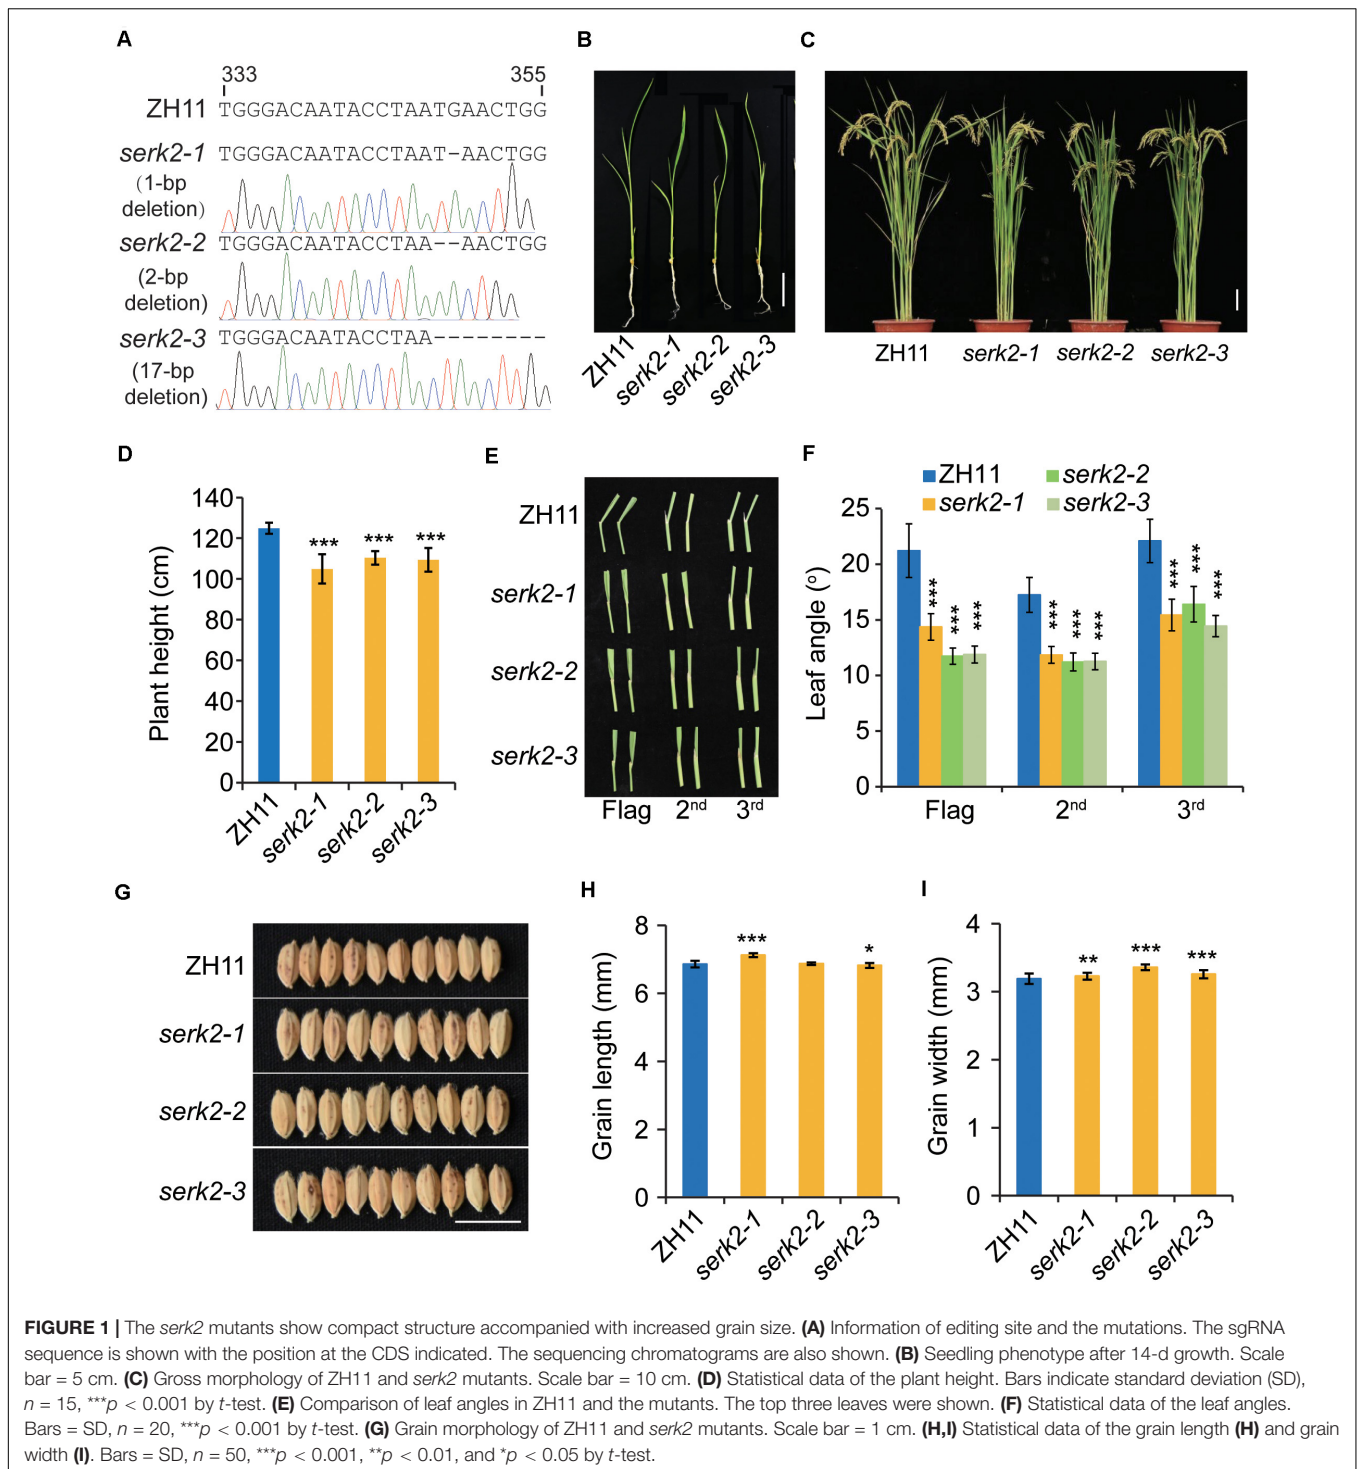 A
333 355
ZH11 TGGGACAATACCTAATGAACTGG
serk2-1 TGGGACAATACCTAAT-AACTGG
(1-bp
deletion)
serk2-2 TGGGACAATACCTAA--AACTGG
(2-bp
deletion)
serk2-3 TGGGACAATACCTAA--------
(17-bp
deletion)
B
ZH11 serk2-1 serk2-2 serk2-3
C
ZH11 serk2-1 serk2-2 serk2-3
D
Plant height (cm)
140
120
100
80
60
40
20
0
*** *** ***
ZH11 serk2-1 serk2-2 serk2-3
E
ZH11
serk2-1
serk2-2
serk2-3
Flag 2nd 3rd
F
ZH11 serk2-2
serk2-1 serk2-3
Leaf angle (o)
25
20
15
10
5
0
*** *** *** *** *** *** *** *** ***
Flag 2nd 3rd
G
ZH11
serk2-1
serk2-2
serk2-3
H
Grain length (mm)
8
6
4
2
0
*** *
ZH11 serk2-1 serk2-2 serk2-3
I
Grain width (mm)
4
3
2
1
0
** *** ***
ZH11 serk2-1 serk2-2 serk2-3
FIGURE 1 | The serk2 mutants show compact structure accompanied with increased grain size. (A) Information of editing site and the mutations. The sgRNA
sequence is shown with the position at the CDS indicated. The sequencing chromatograms are also shown. (B) Seedling phenotype after 14-d growth. Scale
bar = 5 cm. (C) Gross morphology of ZH11 and serk2 mutants. Scale bar = 10 cm. (D) Statistical data of the plant height. Bars indicate standard deviation (SD),
n = 15, ***p < 0.001 by t-test. (E) Comparison of leaf angles in ZH11 and the mutants. The top three leaves were shown. (F) Statistical data of the leaf angles.
Bars = SD, n = 20, ***p < 0.001 by t-test. (G) Grain morphology of ZH11 and serk2 mutants. Scale bar = 1 cm. (H,I) Statistical data of the grain length (H) and grain
width (I). Bars = SD, n = 50, ***p < 0.001, **p < 0.01, and *p < 0.05 by t-test.